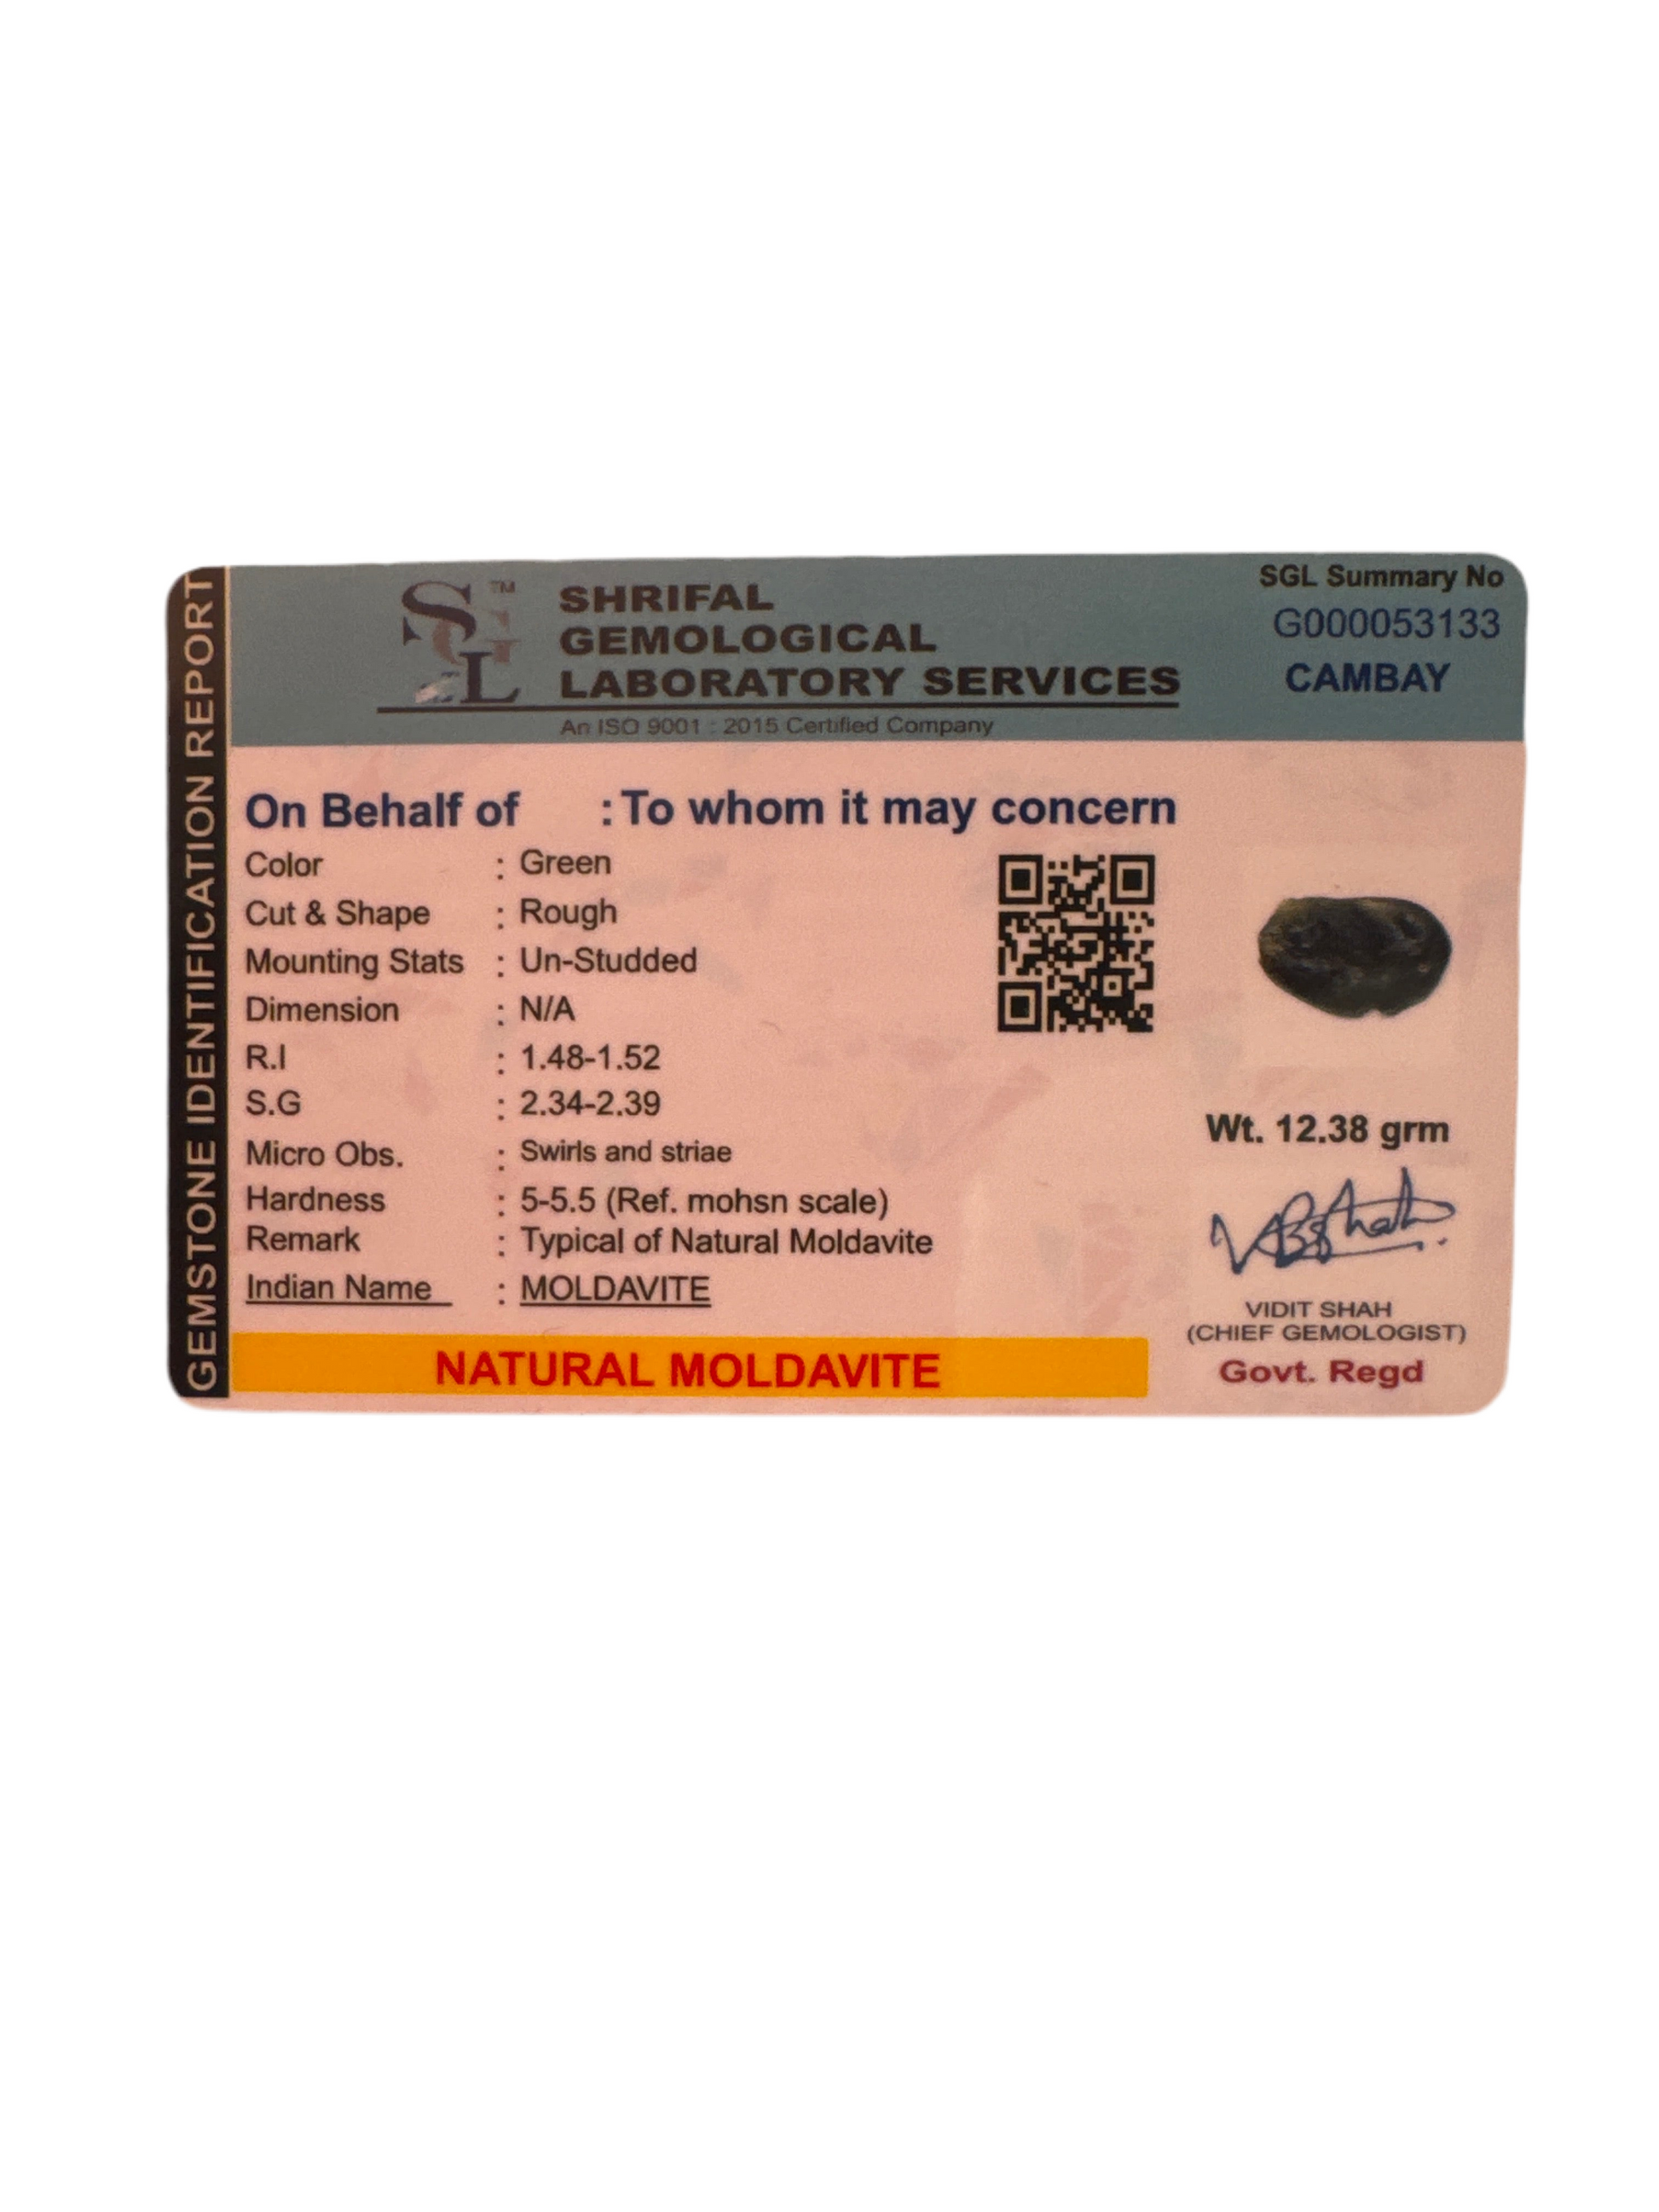 GEMSTONE IDENTIFICATION REPORT
SGL
TM
SHRIFAL
GEMOLOGICAL
LABORATORY SERVICES
An ISO 9001 : 2015 Certified Company
SGL Summary No
G000053133
CAMBAY
On Behalf of : To whom it may concern
Color : Green
Cut & Shape : Rough
Mounting Stats : Un-Studded
Dimension : N/A
R.I : 1.48-1.52
S.G : 2.34-2.39
Micro Obs. : Swirls and striae
Hardness : 5-5.5 (Ref. mohsn scale)
Remark : Typical of Natural Moldavite
Indian Name : MOLDAVITE
NATURAL MOLDAVITE
Wt. 12.38 grm
VIDIT SHAH
(CHIEF GEMOLOGIST)
Govt. Regd